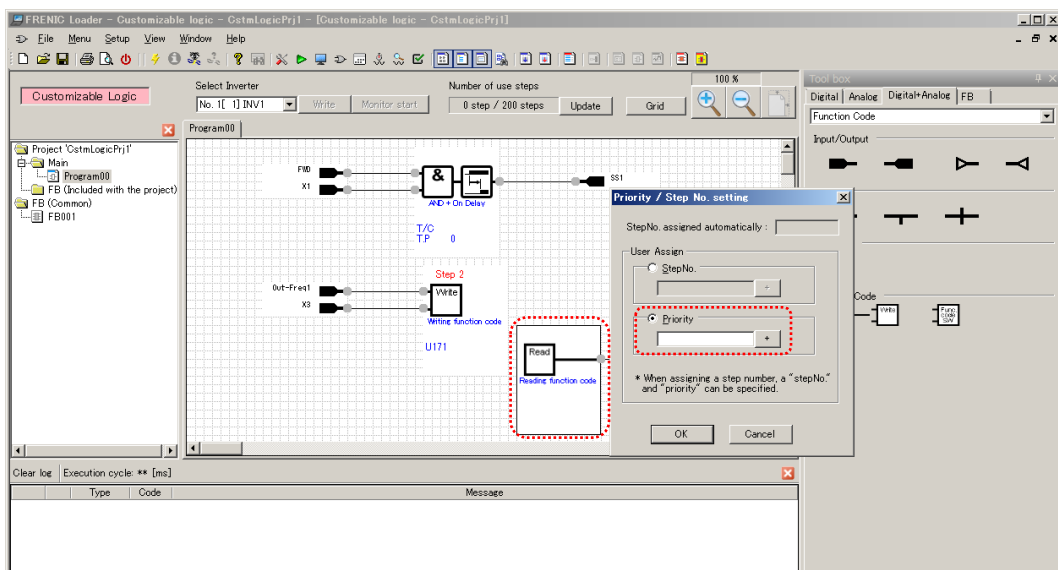 FRENIC Loader - Customizable logic - CstmLogicPrj1 - [Customizable logic - CstmLogicPrj1]
File Menu Setup View Window Help
Customizable Logic
Select Inverter
No. 1[ 1] INV1
Write
Monitor start
Number of use steps
0 step / 200 steps
Update
Grid
100 %
Tool box
Digital Analog Digital+Analog FB
Function Code
Input/Output
Code
Write
Func code SW
Project 'CstmLogicPrj1'
Main
Program00
FB (Included with the project)
FB (Common)
FB001
Program00
FWD
X1
&
SS1
AND + On Delay
T/C
T.P 0
Step 2
Out-Freq1
X3
Write
Writing function code
U171
Read
Reading function code
Priority / Step No. setting
StepNo. assigned automatically :
User Assign
StepNo.
+
Priority
+
* When assigning a step number, a "stepNo."
and "priority" can be specified.
OK
Cancel
Clear log Execution cycle: ** [ms]
Type Code Message